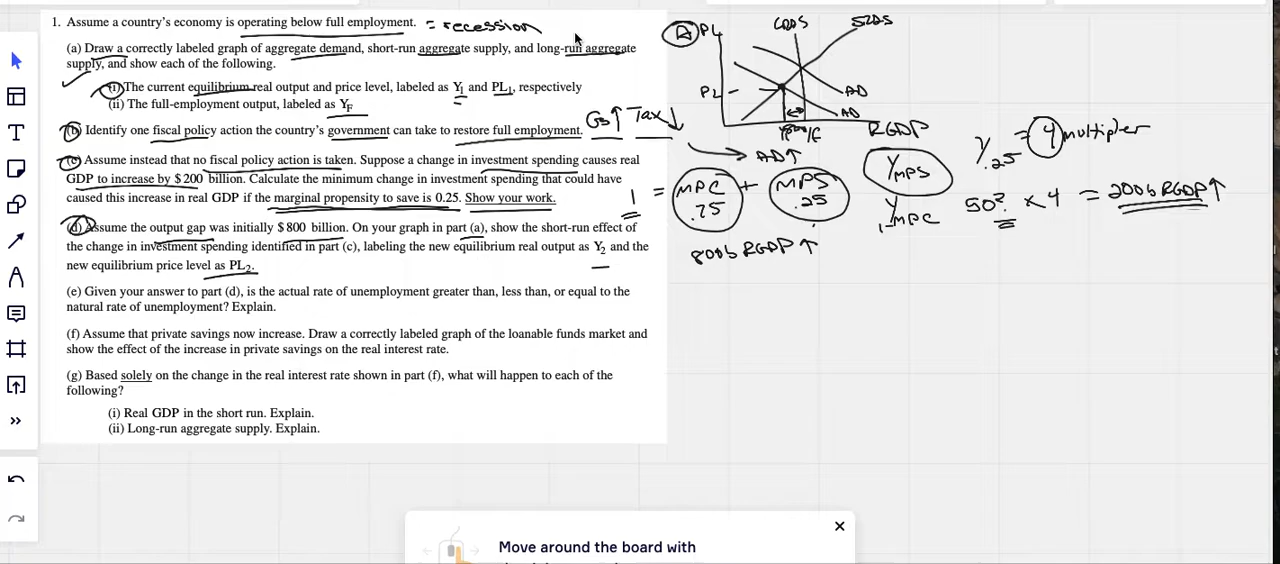 1. Assume a country's economy is operating below full employment. = recession
(a) Draw a correctly labeled graph of aggregate demand, short-run aggregate supply, and long-run aggregate
supply, and show each of the following.
(i) The current equilibrium real output and price level, labeled as Y1 and PL1, respectively
(ii) The full-employment output, labeled as YF
(b) Identify one fiscal policy action the country's government can take to restore full employment.
Gs↑ Tax↓
(c) Assume instead that no fiscal policy action is taken. Suppose a change in investment spending causes real
GDP to increase by $200 billion. Calculate the minimum change in investment spending that could have
caused this increase in real GDP if the marginal propensity to save is 0.25. Show your work.
(d) Assume the output gap was initially $800 billion. On your graph in part (a), show the short-run effect of
the change in investment spending identified in part (c), labeling the new equilibrium real output as Y2 and the
new equilibrium price level as PL2.
(e) Given your answer to part (d), is the actual rate of unemployment greater than, less than, or equal to the
natural rate of unemployment? Explain.
(f) Assume that private savings now increase. Draw a correctly labeled graph of the loanable funds market and
show the effect of the increase in private savings on the real interest rate.
(g) Based solely on the change in the real interest rate shown in part (f), what will happen to each of the
following?
(i) Real GDP in the short run. Explain.
(ii) Long-run aggregate supply. Explain.
A PL
AD
AD
RGDP
→ AD↑
1 = MPC .75 + MPS .25
1/MPS
1/1-MPC
1/.25 = 4 multipler
50? × 4 = 200b RGDP↑
800b RGDP↑
Move around the board with